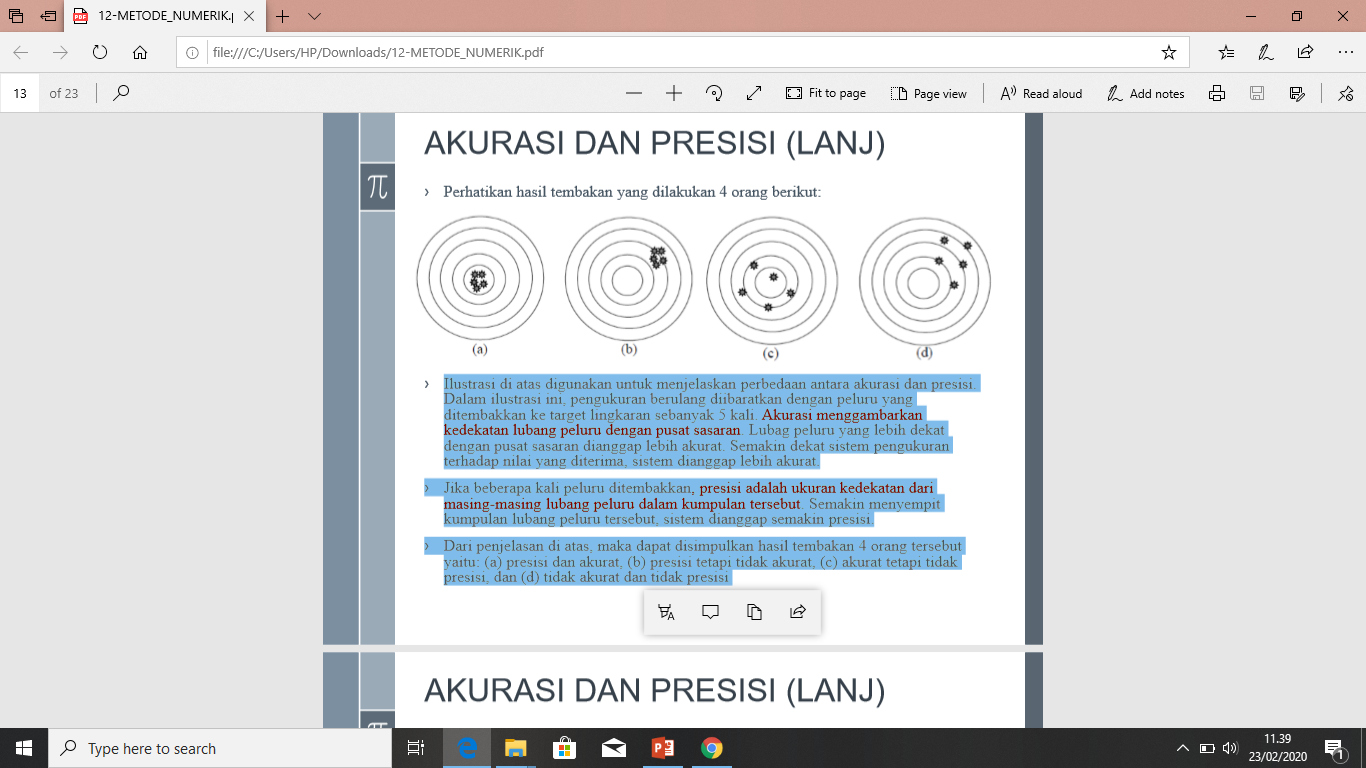 12-METODE_NUMERIK.p
file:///C:/Users/HP/Downloads/12-METODE_NUMERIK.pdf
13 of 23
Fit to page
Page view
Read aloud
Add notes
AKURASI DAN PRESISI (LANJ)
π
› Perhatikan hasil tembakan yang dilakukan 4 orang berikut:
(a) (b) (c) (d)
› Ilustrasi di atas digunakan untuk menjelaskan perbedaan antara akurasi dan presisi.
Dalam ilustrasi ini, pengukuran berulang diibaratkan dengan peluru yang
ditembakkan ke target lingkaran sebanyak 5 kali. Akurasi menggambarkan
kedekatan lubang peluru dengan pusat sasaran. Lubag peluru yang lebih dekat
dengan pusat sasaran dianggap lebih akurat. Semakin dekat sistem pengukuran
terhadap nilai yang diterima, sistem dianggap lebih akurat.
› Jika beberapa kali peluru ditembakkan, presisi adalah ukuran kedekatan dari
masing-masing lubang peluru dalam kumpulan tersebut. Semakin menyempit
kumpulan lubang peluru tersebut, sistem dianggap semakin presisi.
› Dari penjelasan di atas, maka dapat disimpulkan hasil tembakan 4 orang tersebut
yaitu: (a) presisi dan akurat, (b) presisi tetapi tidak akurat, (c) akurat tetapi tidak
presisi, dan (d) tidak akurat dan tidak presisi
AKURASI DAN PRESISI (LANJ)
Type here to search
11.39
23/02/2020
1